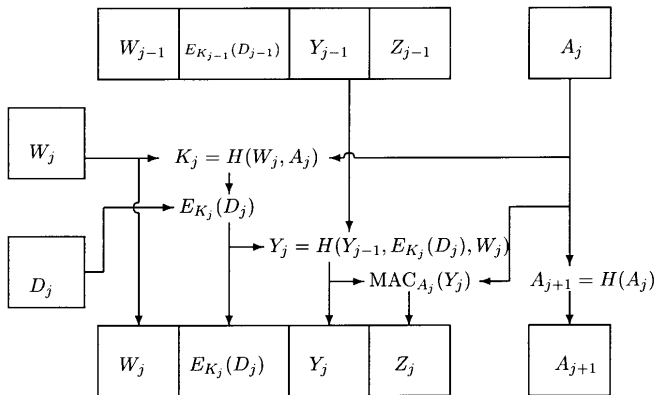 W_{j−1} E_{K_{j−1}}(D_{j−1}) Y_{j−1} Z_{j−1} A_j
W_j K_j = H(W_j, A_j)
E_{K_j}(D_j)
Y_j = H(Y_{j−1}, E_{K_j}(D_j), W_j)
D_j MAC_{A_j}(Y_j) A_{j+1} = H(A_j)
W_j E_{K_j}(D_j) Y_j Z_j A_{j+1}